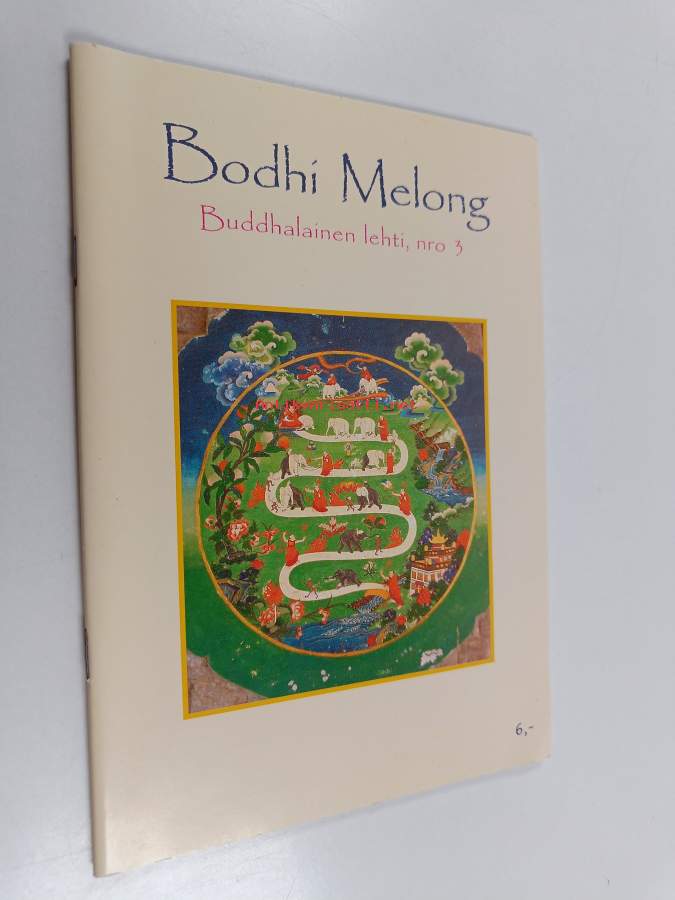 Bodhi Melong
Buddhalainen lehti, nro 3
6,-